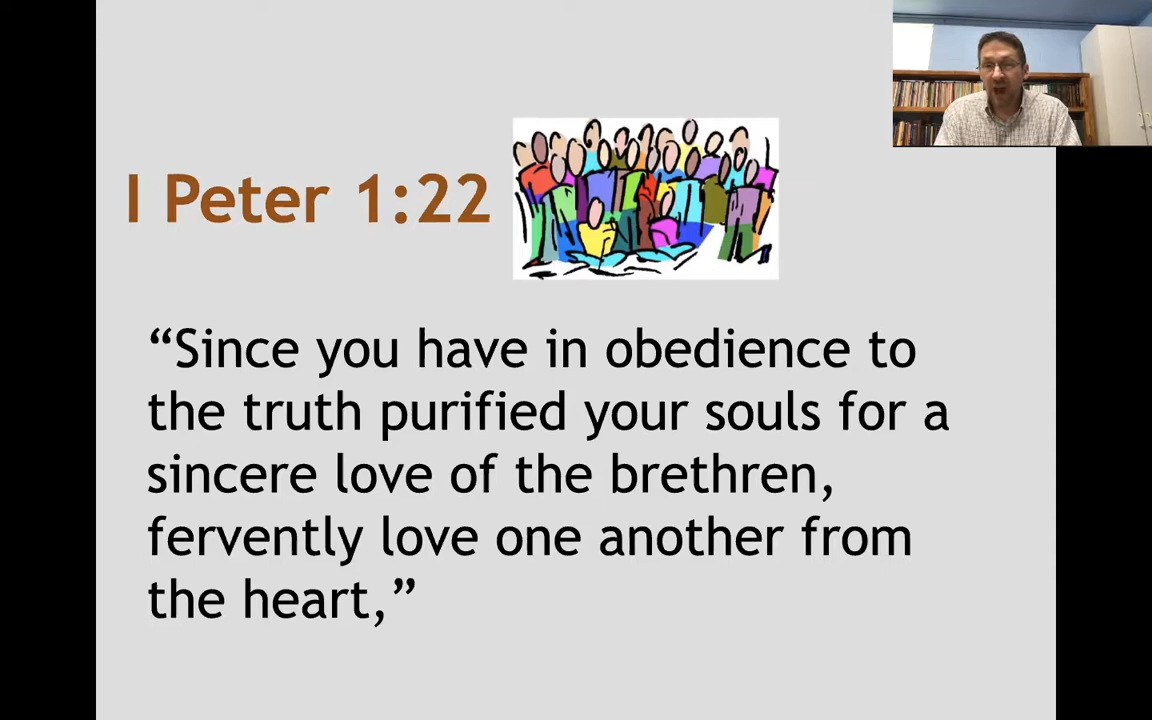 I Peter 1:22
“Since you have in obedience to
the truth purified your souls for a
sincere love of the brethren,
fervently love one another from
the heart,”